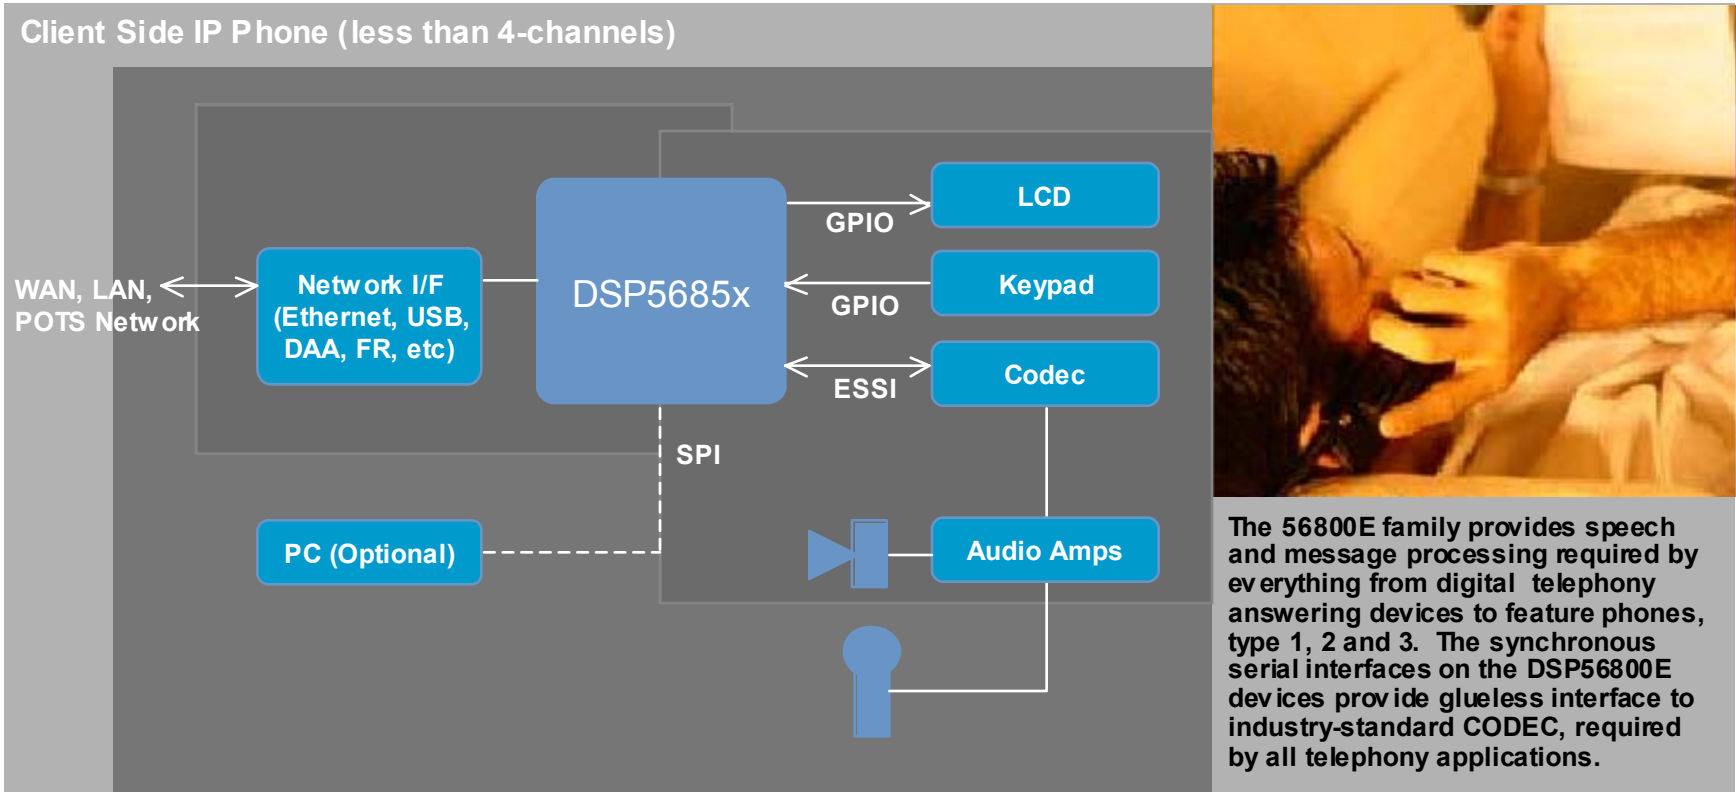 Client Side IP Phone (less than 4-channels)
WAN, LAN,
POTS Network
Network I/F
(Ethernet, USB,
DAA, FR, etc)
DSP5685x
GPIO
LCD
GPIO
Keypad
ESSI
Codec
SPI
PC (Optional)
Audio Amps
The 56800E family provides speech
and message processing required by
everything from digital telephony
answering devices to feature phones,
type 1, 2 and 3. The synchronous
serial interfaces on the DSP56800E
devices provide glueless interface to
industry-standard CODEC, required
by all telephony applications.